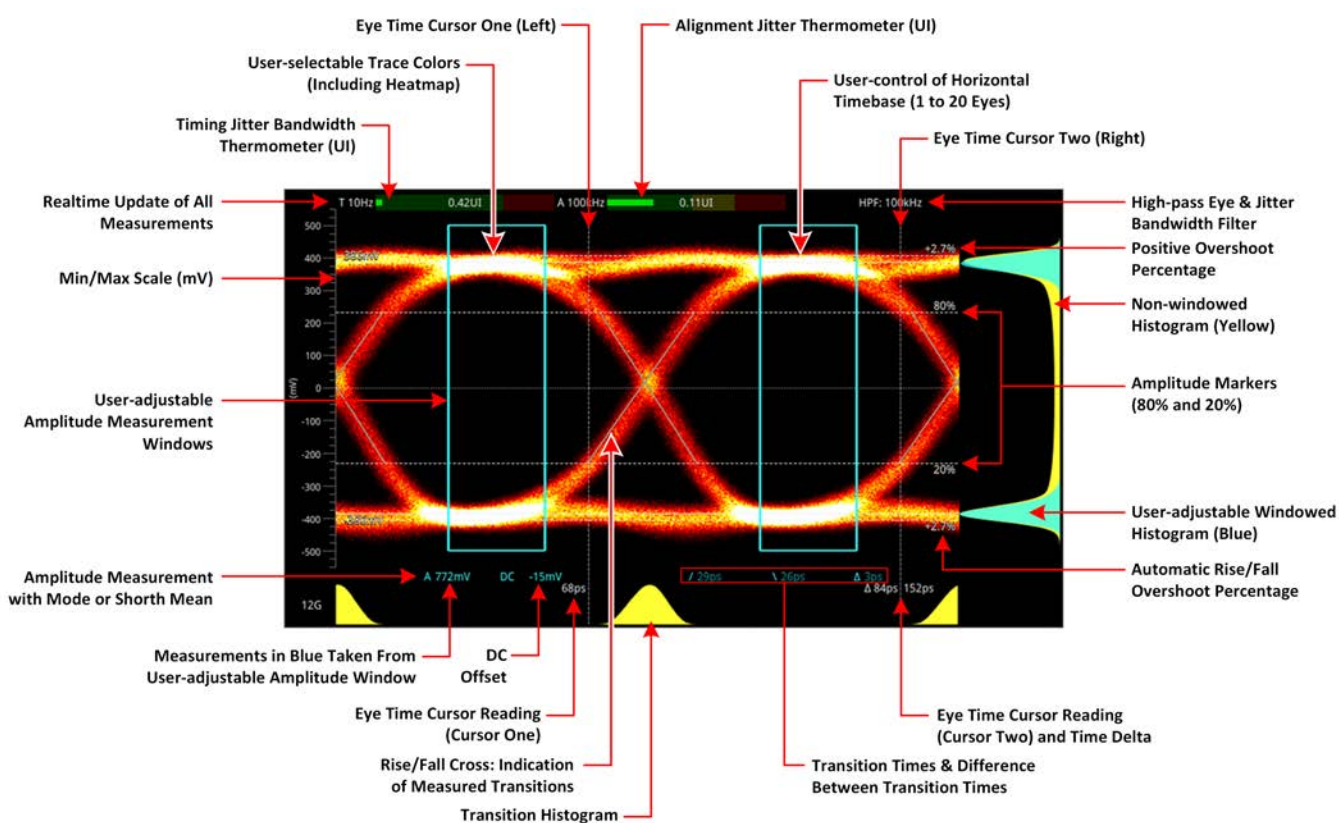 Eye Time Cursor One (Left)
Alignment Jitter Thermometer (UI)
User-selectable Trace Colors
(Including Heatmap)
User-control of Horizontal
Timebase (1 to 20 Eyes)
Timing Jitter Bandwidth
Thermometer (UI)
Eye Time Cursor Two (Right)
Realtime Update of All
Measurements
T 10Hz
0.42UI
A 100kHz
0.11UI
HPF: 100kHz
High-pass Eye & Jitter
Bandwidth Filter
500
+2.7%
Positive Overshoot
Percentage
400
Min/Max Scale (mV)
300
80%
Non-windowed
Histogram (Yellow)
200
100
(mV)
0
Amplitude Markers
(80% and 20%)
User-adjustable
Amplitude Measurement
Windows
-100
-200
20%
-300
-400
+2.7%
User-adjustable Windowed
Histogram (Blue)
-500
Automatic Rise/Fall
Overshoot Percentage
Amplitude Measurement
with Mode or Shorth Mean
A 772mV
DC -15mV
/ 29ps
\ 26ps
Δ 3ps
68ps
Δ 84ps
152ps
12G
Measurements in Blue Taken From
User-adjustable Amplitude Window
DC
Offset
Eye Time Cursor Reading
(Cursor One)
Eye Time Cursor Reading
(Cursor Two) and Time Delta
Rise/Fall Cross: Indication
of Measured Transitions
Transition Times & Difference
Between Transition Times
Transition Histogram